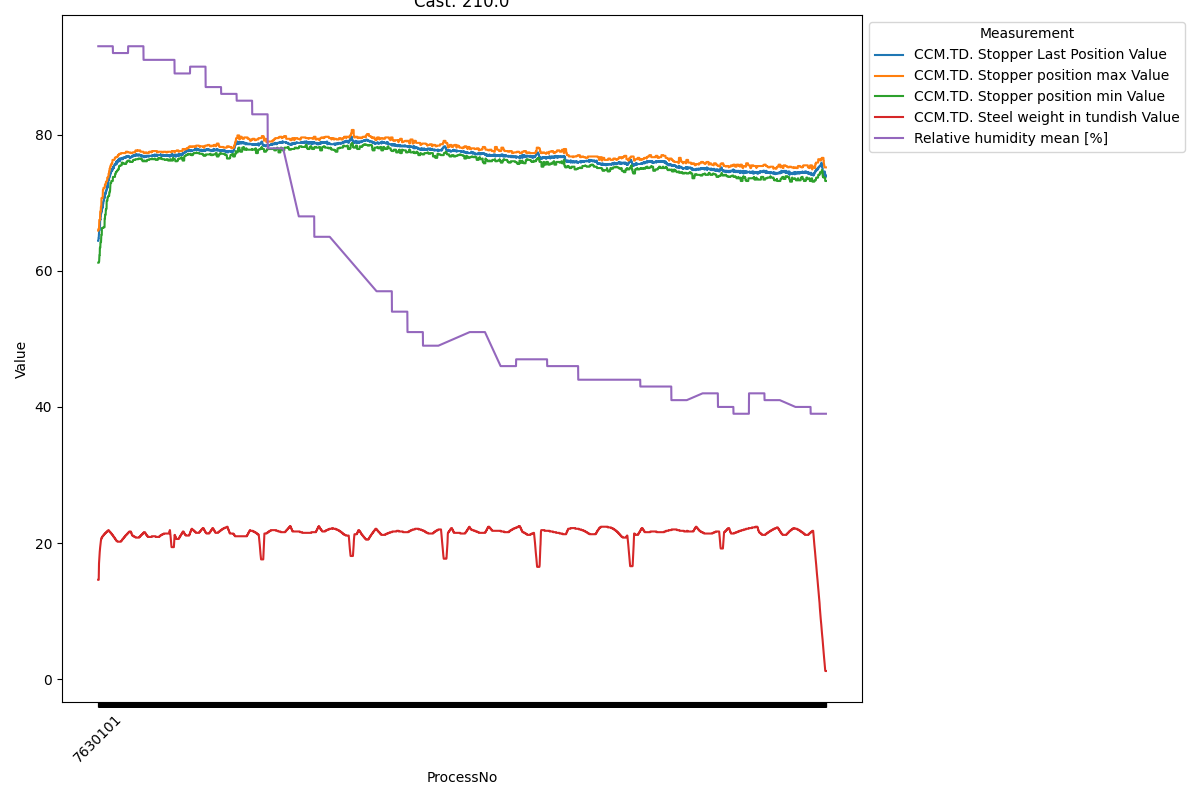 Cast: 210.0
Measurement
CCM.TD. Stopper Last Position Value
CCM.TD. Stopper position max Value
CCM.TD. Stopper position min Value
CCM.TD. Steel weight in tundish Value
Relative humidity mean [%]
Value
80
60
40
20
0
7630101
ProcessNo